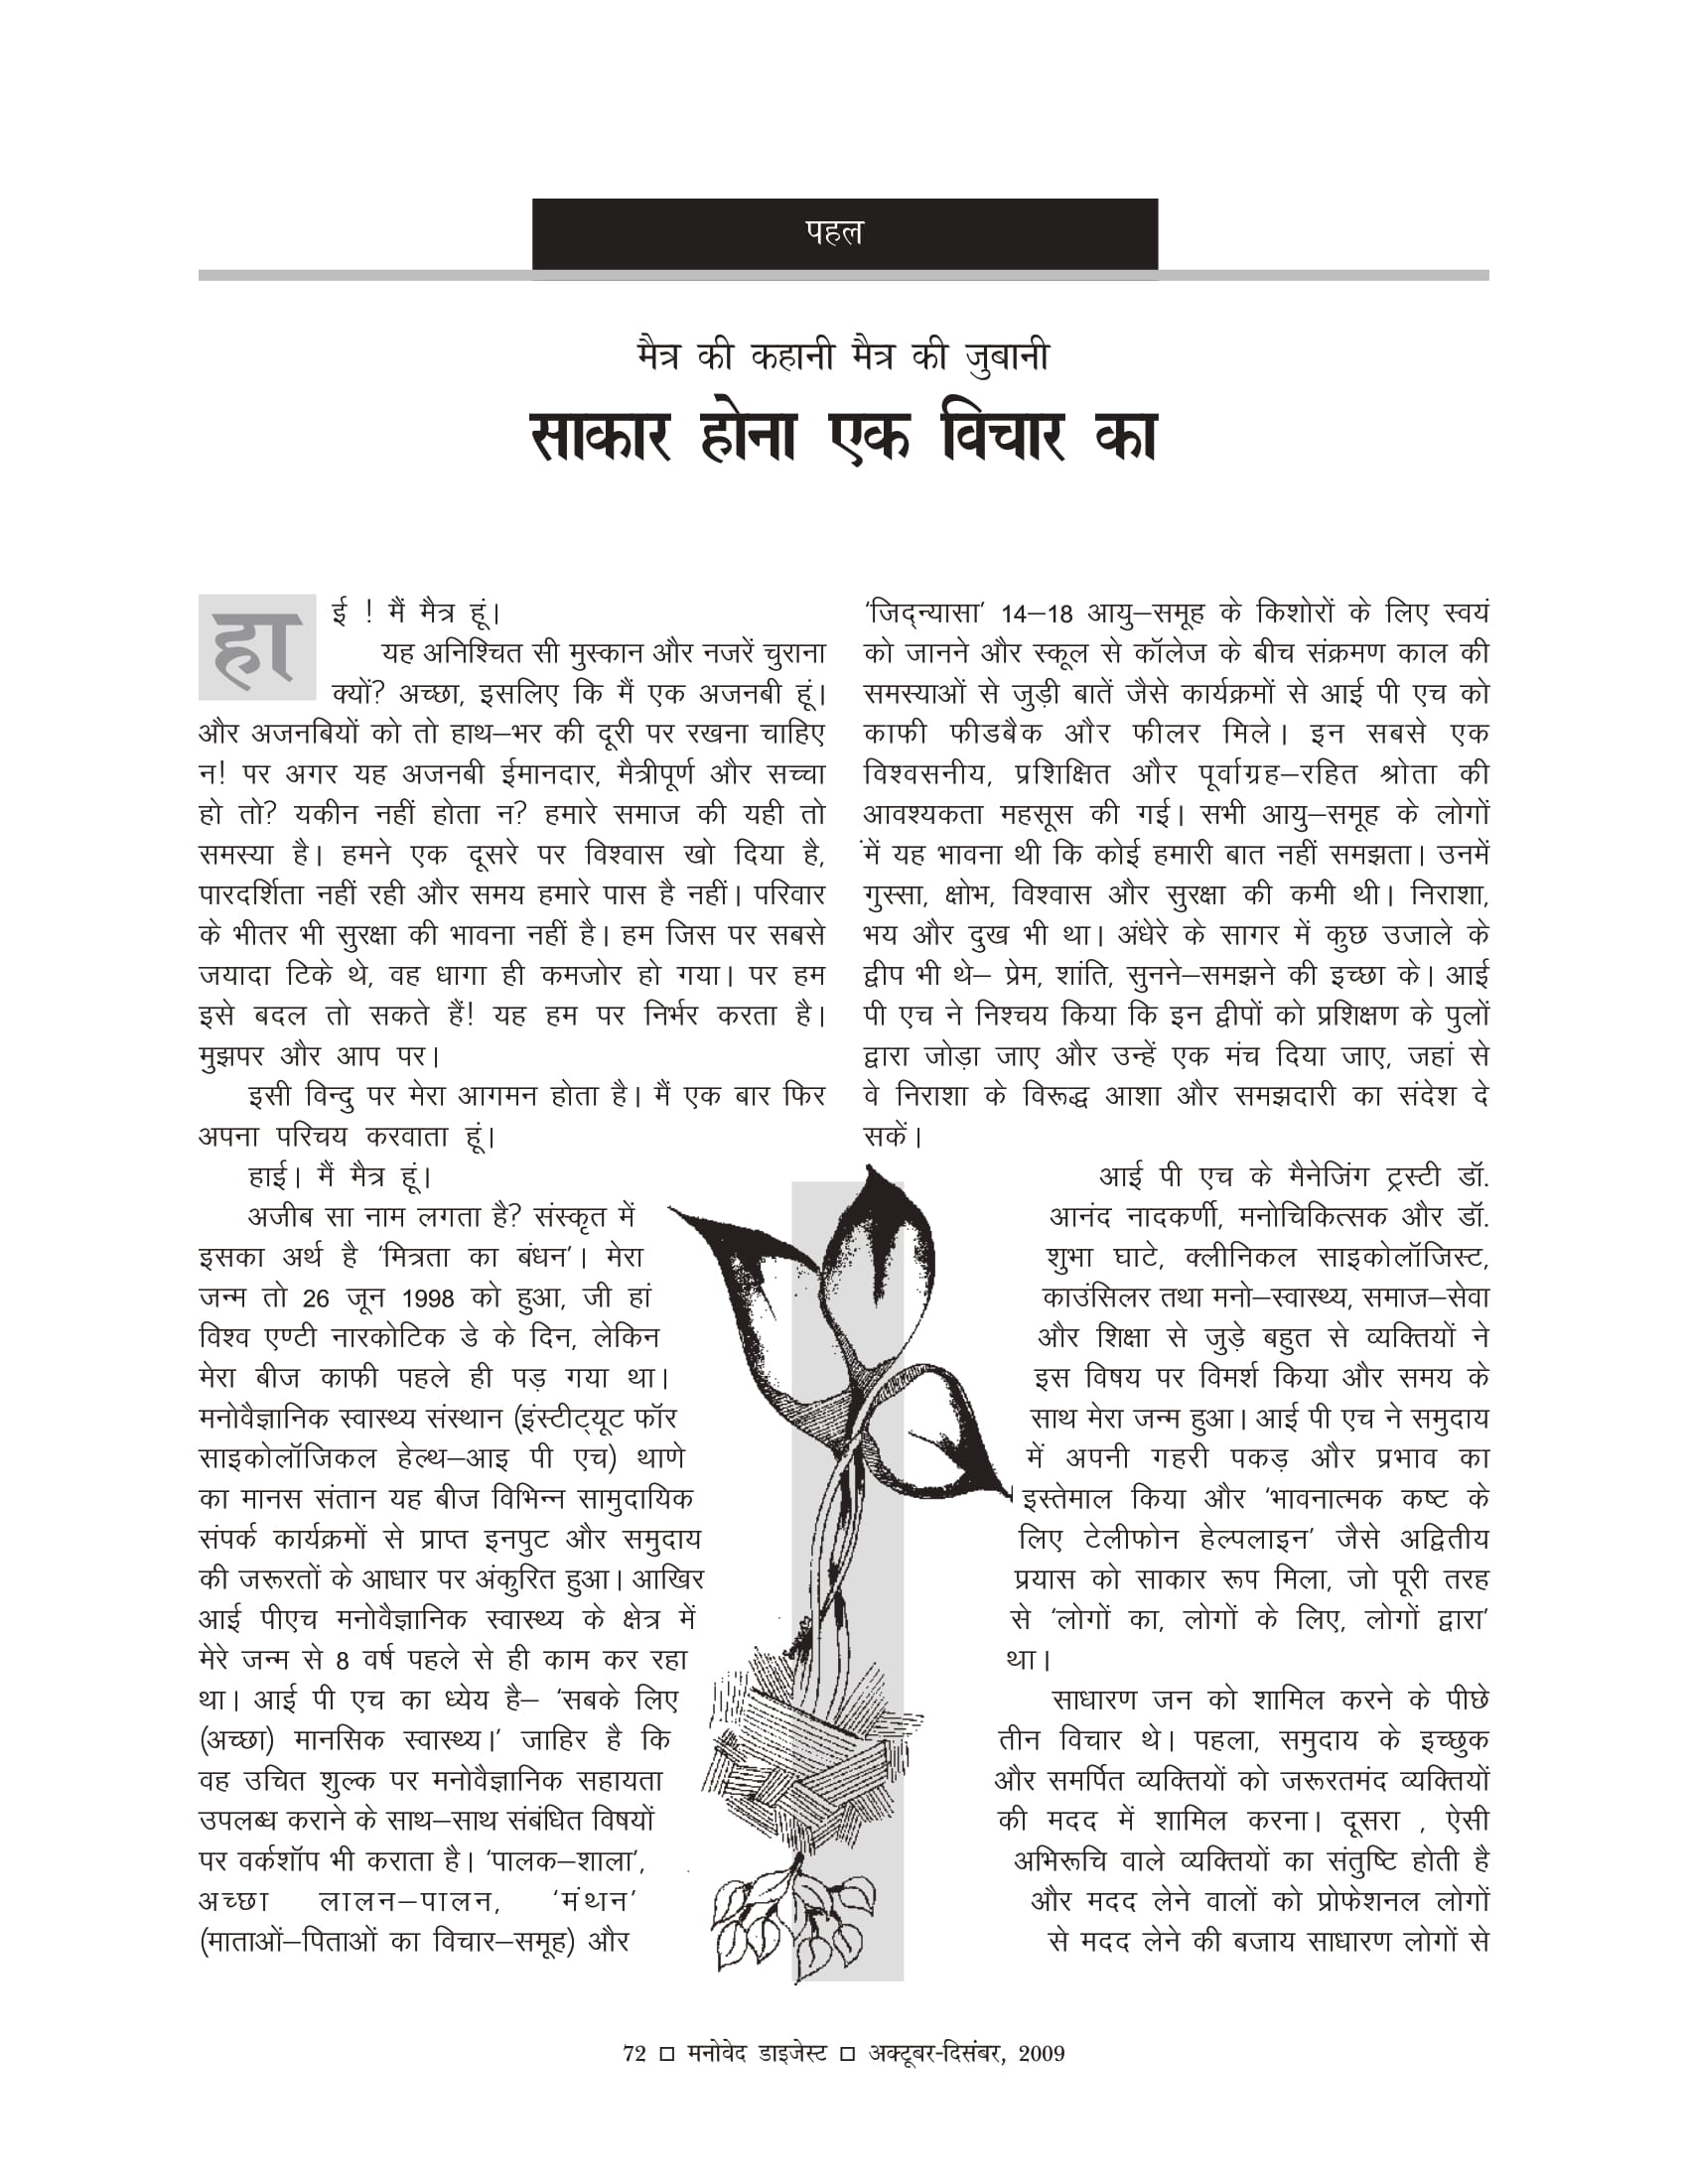 पहल
मैत्र की कहानी मैत्र की जुबानी
साकार होना एक विचार का
हाई ! मैं मैत्र हूं।
यह अनिश्चित सी मुस्कान और नजरें चुराना
क्यों? अच्छा, इसलिए कि मैं एक अजनबी हूं।
और अजनबियों को तो हाथ–भर की दूरी पर रखना चाहिए
न! पर अगर यह अजनबी ईमानदार, मैत्रीपूर्ण और सच्चा
हो तो? यकीन नहीं होता न? हमारे समाज की यही तो
समस्या है। हमने एक दूसरे पर विश्वास खो दिया है,
पारदर्शिता नहीं रही और समय हमारे पास है नहीं। परिवार
के भीतर भी सुरक्षा की भावना नहीं है। हम जिस पर सबसे
जयादा टिके थे, वह धागा ही कमजोर हो गया। पर हम
इसे बदल तो सकते हैं! यह हम पर निर्भर करता है।
मुझपर और आप पर।
इसी विन्दु पर मेरा आगमन होता है। मैं एक बार फिर
अपना परिचय करवाता हूं।
हाई। मैं मैत्र हूं।
अजीब सा नाम लगता है? संस्कृत में
इसका अर्थ है ‘मित्रता का बंधन’। मेरा
जन्म तो 26 जून 1998 को हुआ, जी हां
विश्व एण्टी नारकोटिक डे के दिन, लेकिन
मेरा बीज काफी पहले ही पड़ गया था।
मनोवैज्ञानिक स्वास्थ्य संस्थान (इंस्टीट्यूट फॉर
साइकोलॉजिकल हेल्थ–आइ पी एच) थाणे
का मानस संतान यह बीज विभिन्न सामुदायिक
संपर्क कार्यक्रमों से प्राप्त इनपुट और समुदाय
की जरूरतों के आधार पर अंकुरित हुआ। आखिर
आई पीएच मनोवैज्ञानिक स्वास्थ्य के क्षेत्र में
मेरे जन्म से 8 वर्ष पहले से ही काम कर रहा
था। आई पी एच का ध्येय है– ‘सबके लिए
(अच्छा) मानसिक स्वास्थ्य।’ जाहिर है कि
वह उचित शुल्क पर मनोवैज्ञानिक सहायता
उपलब्ध कराने के साथ–साथ संबंधित विषयों
पर वर्कशॉप भी कराता है। ‘पालक–शाला’,
अच्छा लालन–पालन, ‘मंथन’
(माताओं–पिताओं का विचार–समूह) और
‘जिद्न्यासा’ 14–18 आयु–समूह के किशोरों के लिए स्वयं
को जानने और स्कूल से कॉलेज के बीच संक्रमण काल की
समस्याओं से जुड़ी बातें जैसे कार्यक्रमों से आई पी एच को
काफी फीडबैक और फीलर मिले। इन सबसे एक
विश्वसनीय, प्रशिक्षित और पूर्वाग्रह–रहित श्रोता की
आवश्यकता महसूस की गई। सभी आयु–समूह के लोगों
में यह भावना थी कि कोई हमारी बात नहीं समझता। उनमें
गुस्सा, क्षोभ, विश्वास और सुरक्षा की कमी थी। निराशा,
भय और दुख भी था। अंधेरे के सागर में कुछ उजाले के
द्वीप भी थे– प्रेम, शांति, सुनने–समझने की इच्छा के। आई
पी एच ने निश्चय किया कि इन द्वीपों को प्रशिक्षण के पुलों
द्वारा जोड़ा जाए और उन्हें एक मंच दिया जाए, जहां से
वे निराशा के विरूद्ध आशा और समझदारी का संदेश दे
सकें।
आई पी एच के मैनेजिंग ट्रस्टी डॉ.
आनंद नादकर्णी, मनोचिकित्सक और डॉ.
शुभा घाटे, क्लीनिकल साइकोलॉजिस्ट,
काउंसिलर तथा मनो–स्वास्थ्य, समाज–सेवा
और शिक्षा से जुड़े बहुत से व्यक्तियों ने
इस विषय पर विमर्श किया और समय के
साथ मेरा जन्म हुआ। आई पी एच ने समुदाय
में अपनी गहरी पकड़ और प्रभाव का
इस्तेमाल किया और ‘भावनात्मक कष्ट के
लिए टेलीफोन हेल्पलाइन’ जैसे अद्वितीय
प्रयास को साकार रूप मिला, जो पूरी तरह
से ‘लोगों का, लोगों के लिए, लोगों द्वारा’
था।
साधारण जन को शामिल करने के पीछे
तीन विचार थे। पहला, समुदाय के इच्छुक
और समर्पित व्यक्तियों को जरूरतमंद व्यक्तियों
की मदद में शामिल करना। दूसरा , ऐसी
अभिरूचि वाले व्यक्तियों का संतुष्टि होती है
और मदद लेने वालों को प्रोफेशनल लोगों
से मदद लेने की बजाय साधारण लोगों से
72 □ मनोवेद डाइजेस्ट □ अक्टूबर-दिसंबर, 2009